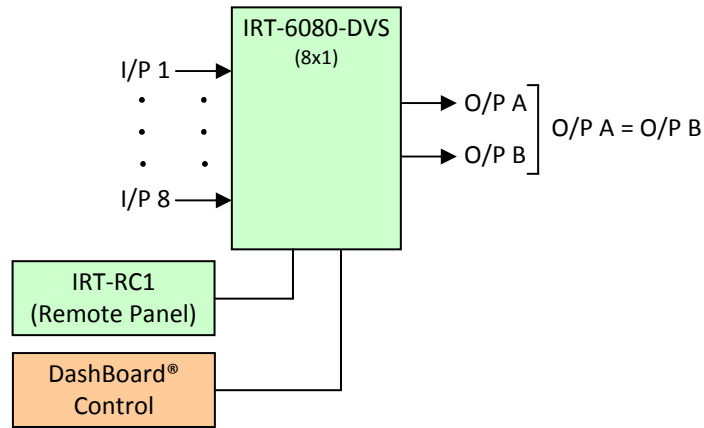 IRT-6080-DVS
(8x1)
I/P 1
I/P 8
O/P A
O/P B
O/P A = O/P B
IRT-RC1
(Remote Panel)
DashBoard®
Control